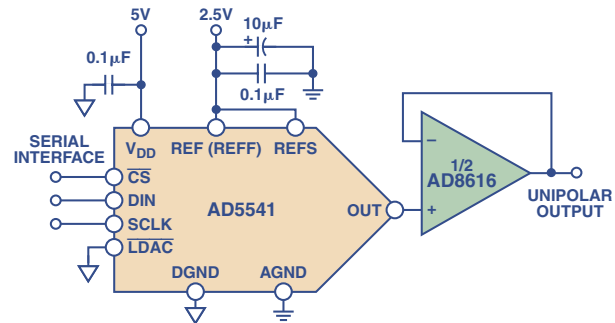 5V
2.5V
10µF
+
0.1µF
0.1µF
SERIAL
INTERFACE
VDD
REF (REFF)
REFS
CS
DIN
SCLK
LDAC
AD5541
OUT
DGND
AGND
−
+
1/2
AD8616
UNIPOLAR
OUTPUT